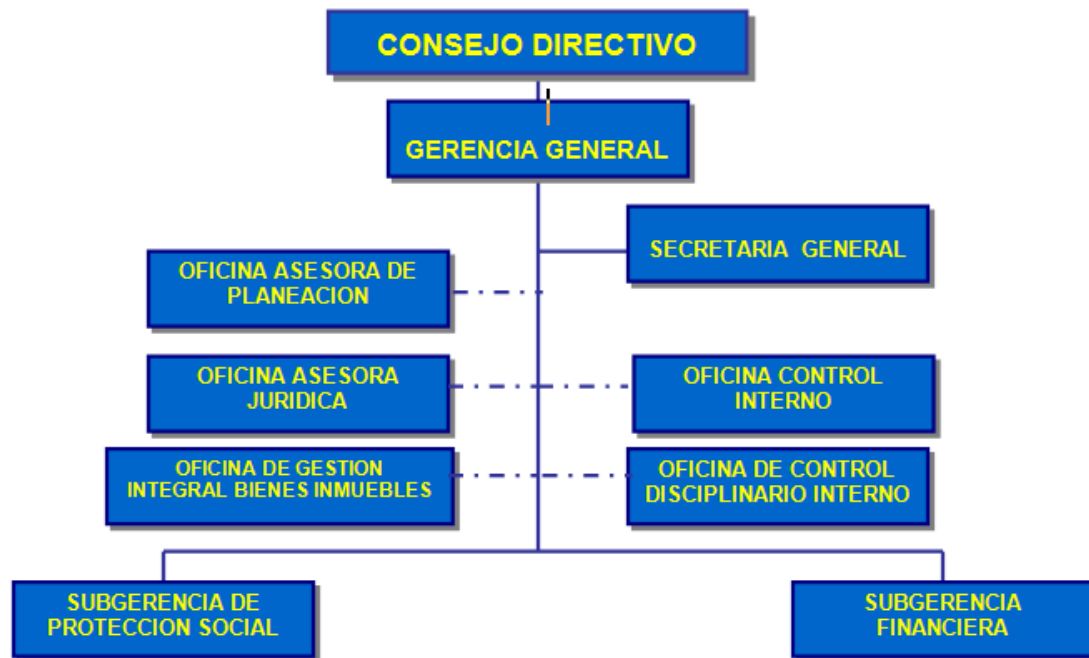 CONSEJO DIRECTIVO
GERENCIA GENERAL
SECRETARIA GENERAL
OFICINA ASESORA DE
PLANEACION
OFICINA ASESORA
JURIDICA
OFICINA CONTROL
INTERNO
OFICINA DE GESTION
INTEGRAL BIENES INMUEBLES
OFICINA DE CONTROL
DISCIPLINARIO INTERNO
SUBGERENCIA DE
PROTECCION SOCIAL
SUBGERENCIA
FINANCIERA